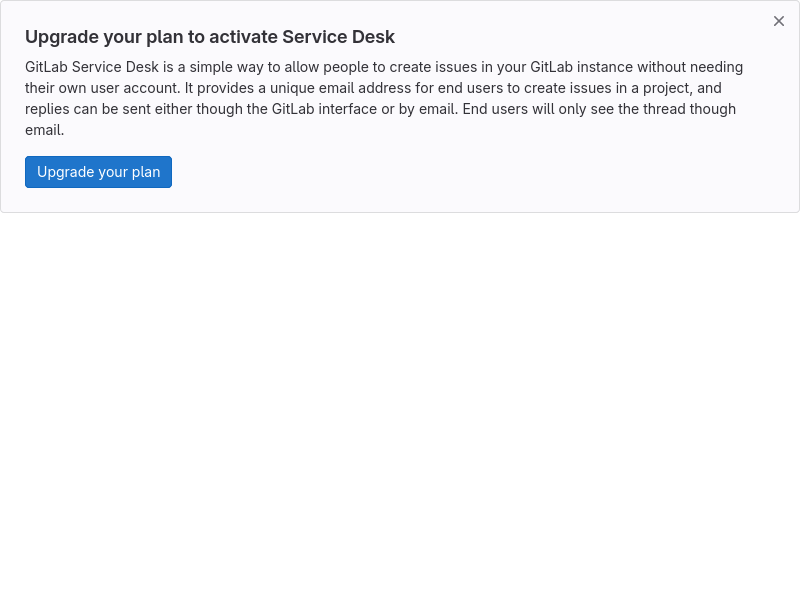 Upgrade your plan to activate Service Desk
GitLab Service Desk is a simple way to allow people to create issues in your GitLab instance without needing
their own user account. It provides a unique email address for end users to create issues in a project, and
replies can be sent either though the GitLab interface or by email. End users will only see the thread though
email.
Upgrade your plan